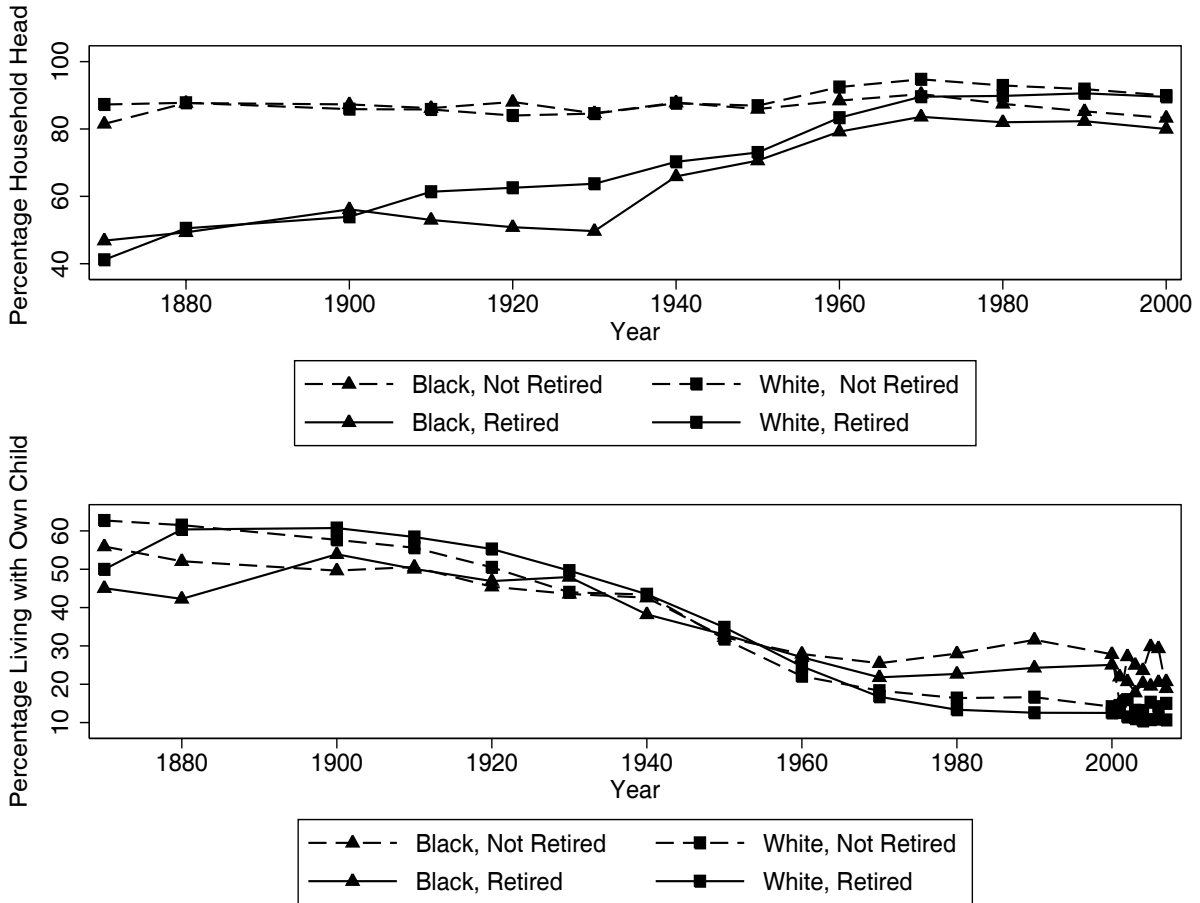 Percentage Household Head
100
80
60
40
1880 1900 1920 1940 1960 1980 2000
Year
Black, Not Retired White, Not Retired
Black, Retired White, Retired
Percentage Living with Own Child
60
50
40
30
20
10
1880 1900 1920 1940 1960 1980 2000
Year
Black, Not Retired White, Not Retired
Black, Retired White, Retired